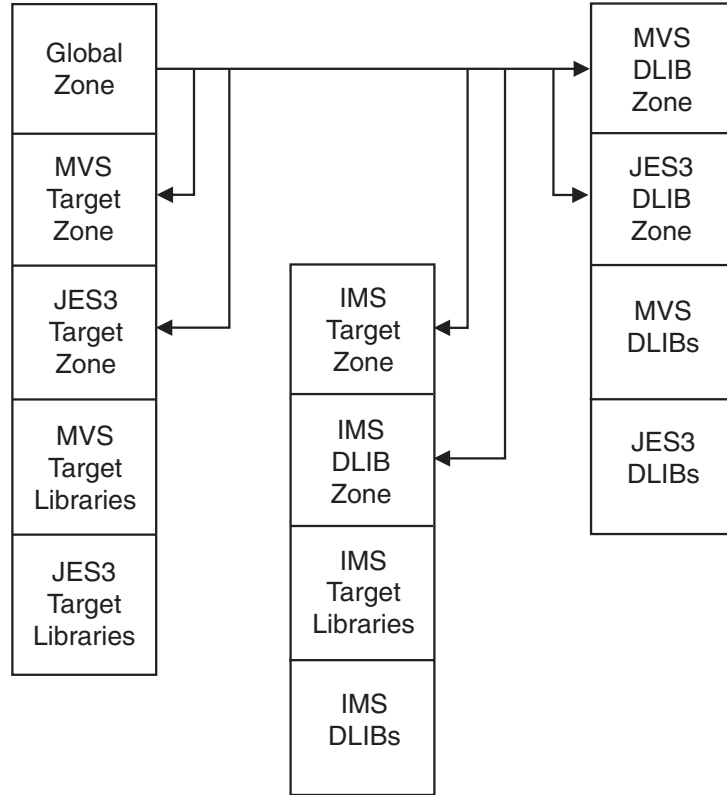 Global
Zone
MVS
Target
Zone
JES3
Target
Zone
MVS
Target
Libraries
JES3
Target
Libraries
IMS
Target
Zone
IMS
DLIB
Zone
IMS
Target
Libraries
IMS
DLIBs
MVS
DLIB
Zone
JES3
DLIB
Zone
MVS
DLIBs
JES3
DLIBs